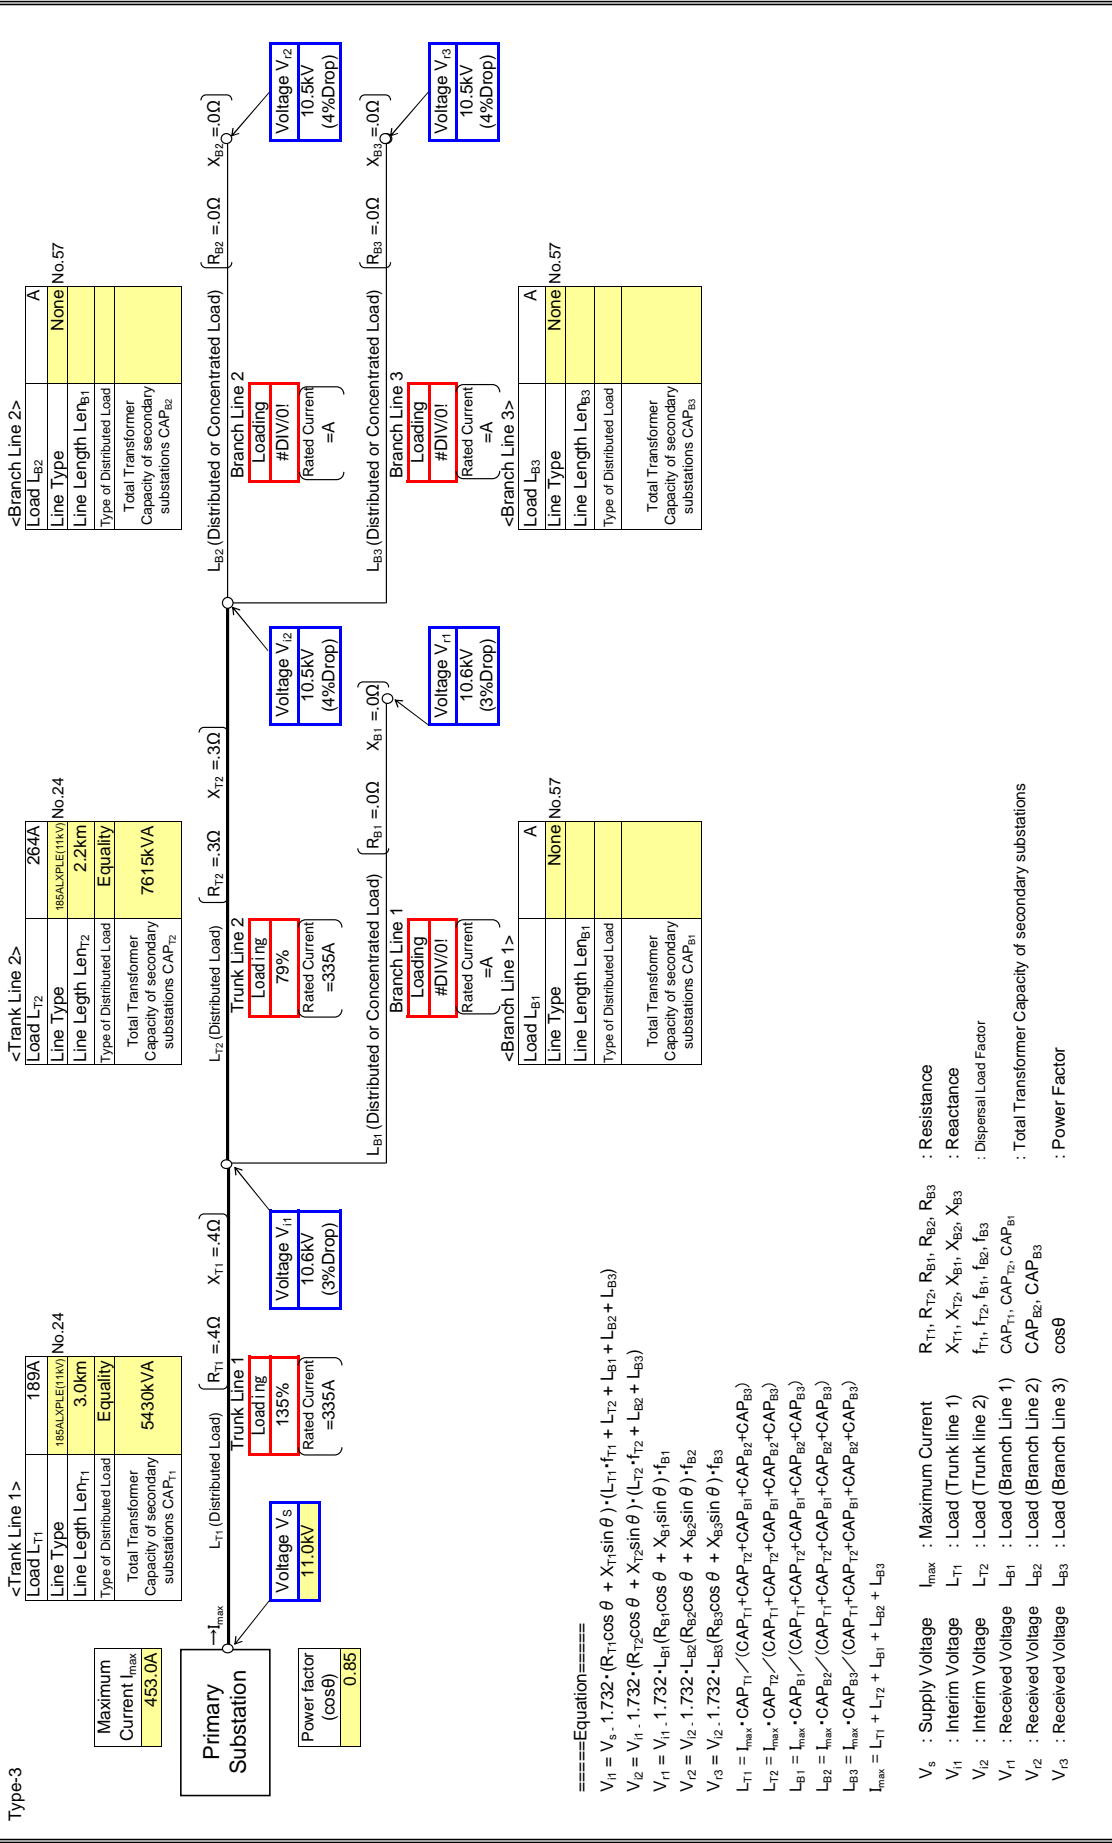 Type-3
Maximum
Current Imax
453.0A
Primary
Substation
Power factor
(cosθ)
0.85
→Imax
Voltage VS
11.0kV
<Trank Line 1>
Load LT1 189A
Line Type 185ALXPLE(11kV) No.24
Line Legth LenT1 3.0km
Type of Distributed Load Equality
Total Transformer
Capacity of secondary
substations CAPT1
5430kVA
LT1 (Distributed Load)
RT1 =.4Ω XT1 =.4Ω
Trunk Line 1
Loading
135%
Rated Current
=335A
Voltage Vi1
10.6kV
(3%Drop)
<Trank Line 2>
Load LT2 264A
Line Type 185ALXPLE(11kV) No.24
Line Length LenT2 2.2km
Type of Distributed Load Equality
Total Transformer
Capacity of secondary
substations CAPT2
7615kVA
LT2 (Distributed Load)
RT2 =.3Ω XT2 =.3Ω
Trunk Line 2
Loading
79%
Rated Current
=335A
Voltage Vi2
10.5kV
(4%Drop)
LB1 (Distributed or Concentrated Load)
RB1 =.0Ω XB1 =.0Ω
Branch Line 1
Loading
#DIV/0!
Rated Current
=A
Voltage Vr1
10.6kV
(3%Drop)
<Branch Line 1>
Load LB1 A
Line Type None No.57
Line Length LenB1
Type of Distributed Load
Total Transformer
Capacity of secondary
substations CAPB1
<Branch Line 2>
Load LB2 A
Line Type None No.57
Line Length LenB1
Type of Distributed Load
Total Transformer
Capacity of secondary
substations CAPB2
LB2 (Distributed or Concentrated Load)
RB2 =.0Ω XB2 =.0Ω
Branch Line 2
Loading
#DIV/0!
Rated Current
=A
Voltage Vr2
10.5kV
(4%Drop)
LB3 (Distributed or Concentrated Load)
RB3 =.0Ω XB3 =.0Ω
Branch Line 3
Loading
#DIV/0!
Rated Current
=A
Voltage Vr3
10.5kV
(4%Drop)
<Branch Line 3>
Load LB3 A
Line Type None No.57
Line Length LenB3
Type of Distributed Load
Total Transformer
Capacity of secondary
substations CAPB3
=====Equation=====
Vi1 = Vs - 1.732・(RT1cos θ + XT1sin θ)・(LT1・fT1 + LT2 + LB1 + LB2 + LB3)
Vi2 = Vi1 - 1.732・(RT2cos θ + XT2sin θ)・(LT2・fT2 + LB2 + LB3)
Vr1 = Vi1 - 1.732・LB1(RB1cos θ + XB1sin θ)・fB1
Vr2 = Vi2 - 1.732・LB2(RB2cos θ + XB2sin θ)・fB2
Vr3 = Vi2 - 1.732・LB3(RB3cos θ + XB3sin θ)・fB3
LT1 = Imax・CAPT1／(CAPT1+CAPT2+CAPB1+CAPB2+CAPB3)
LT2 = Imax・CAPT2／(CAPT1+CAPT2+CAPB1+CAPB2+CAPB3)
LB1 = Imax・CAPB1／(CAPT1+CAPT2+CAPB1+CAPB2+CAPB3)
LB2 = Imax・CAPB2／(CAPT1+CAPT2+CAPB1+CAPB2+CAPB3)
LB3 = Imax・CAPB3／(CAPT1+CAPT2+CAPB1+CAPB2+CAPB3)
Imax = LT1 + LT2 + LB1 + LB2 + LB3
Vs : Supply Voltage Imax : Maximum Current RT1, RT2, RB1, RB2, RB3 : Resistance
Vi1 : Interim Voltage LT1 : Load (Trunk line 1) XT1, XT2, XB1, XB2, XB3 : Reactance
Vi2 : Interim Voltage LT2 : Load (Trunk line 2) fT1, fT2, fB1, fB2, fB3 : Dispersal Load Factor
Vr1 : Received Voltage LB1 : Load (Branch Line 1) CAPT1, CAPT2, CAPB1 : Total Transformer Capacity of secondary substations
Vr2 : Received Voltage LB2 : Load (Branch Line 2) CAPB2, CAPB3
Vr3 : Received Voltage LB3 : Load (Branch Line 3) cosθ : Power Factor